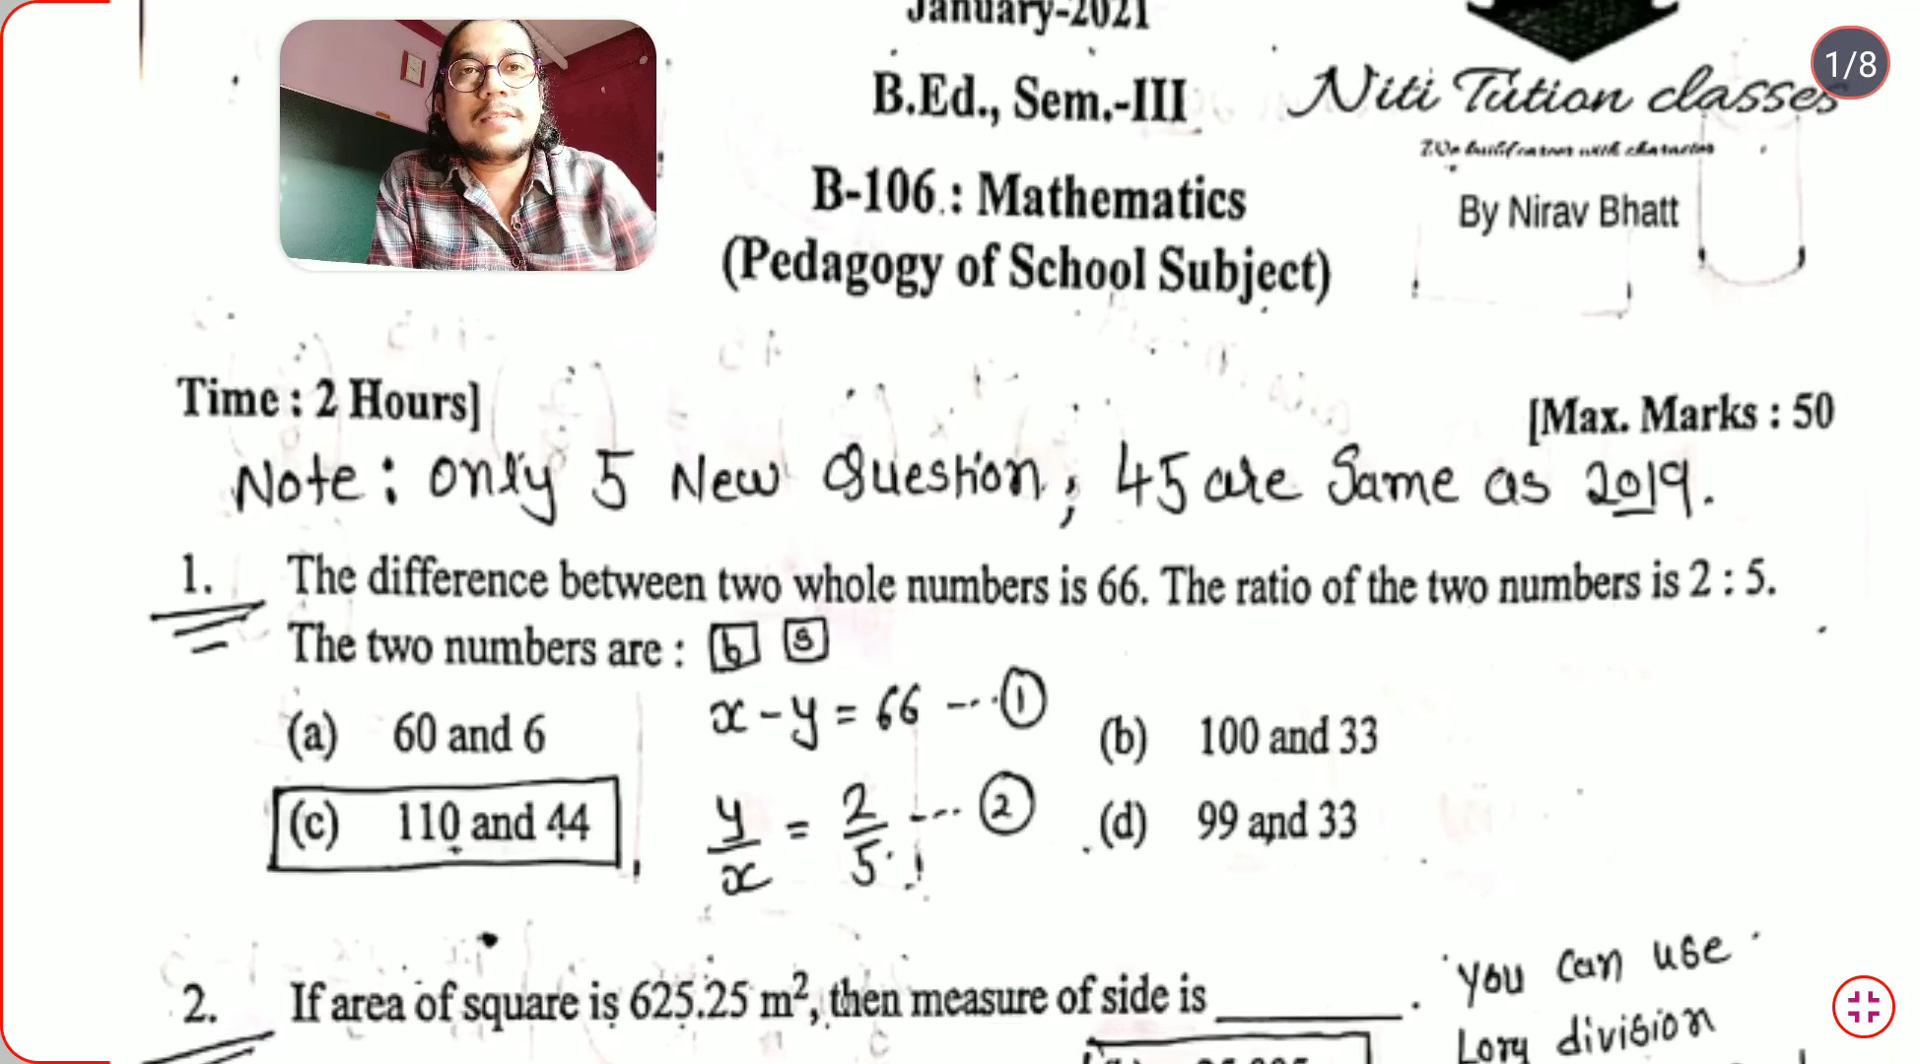 January-2021
1/8
B.Ed., Sem.-III
Niti Tution classes
B-106 : Mathematics
By Nirav Bhatt
(Pedagogy of School Subject)
Time : 2 Hours]
[Max. Marks : 50
Note: only 5 New Question, 45 are Same as 2019.
1. The difference between two whole numbers is 66. The ratio of the two numbers is 2 : 5.
The two numbers are : b s
(a) 60 and 6
x - y = 66 --- ①
(b) 100 and 33
(c) 110 and 44
y/x = 2/5 --- ②
(d) 99 and 33
2. If area of square is 625.25 m², then measure of side is ________ .
You can use
Long division